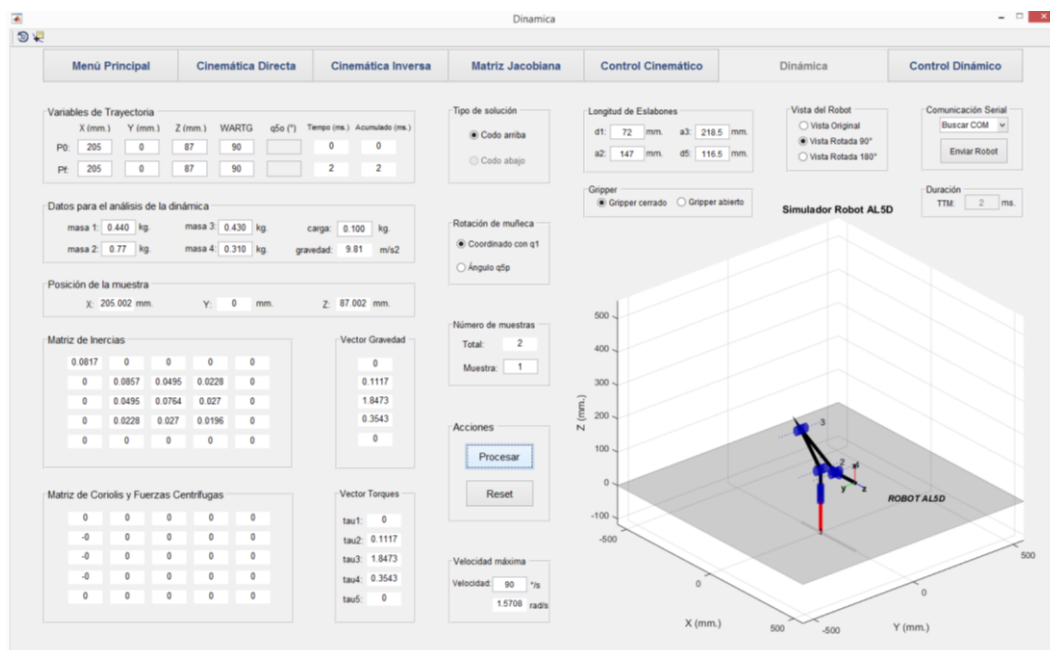 Dinamica
Menú Principal Cinemática Directa Cinemática Inversa Matriz Jacobiana Control Cinemático Dinámica Control Dinámico
Variables de Trayectoria
X (mm.) Y (mm.) Z (mm.) WARTG q5o (°) Tiempo (ms.) Acumulado (ms.)
P0: 205 0 87 90 0 0
Pf: 205 0 87 90 2 2
Tipo de solución
Codo arriba
Codo abajo
Longitud de Eslabones
d1: 72 mm. a3: 218.5 mm.
a2: 147 mm. d5: 116.5 mm.
Vista del Robot
Vista Original
Vista Rotada 90°
Vista Rotada 180°
Comunicación Serial
Buscar COM
Enviar Robot
Gripper
Gripper cerrado Gripper abierto
Duración
TTM: 2 ms.
Datos para el análisis de la dinámica
masa 1: 0.440 kg. masa 3: 0.430 kg. carga: 0.100 kg.
masa 2: 0.77 kg. masa 4: 0.310 kg. gravedad: 9.81 m/s2
Rotación de muñeca
Coordinado con q1
Ángulo q5p
Posición de la muestra
X: 205.002 mm. Y: 0 mm. Z: 87.002 mm.
Número de muestras
Total: 2
Muestra: 1
Matriz de Inercias
0.0817 0 0 0 0
0 0.0857 0.0495 0.0228 0
0 0.0495 0.0764 0.027 0
0 0.0228 0.027 0.0196 0
0 0 0 0 0
Vector Gravedad
0
0.1117
1.8473
0.3543
0
Acciones
Procesar
Reset
Matriz de Coriolis y Fuerzas Centrífugas
0 0 0 0 0
-0 0 0 0 0
-0 0 0 0 0
-0 0 0 0 0
0 0 0 0 0
Vector Torques
tau1: 0
tau2: 0.1117
tau3: 1.8473
tau4: 0.3543
tau5: 0
Velocidad máxima
Velocidad: 90 °/s
1.5708 rad/s
Simulador Robot AL5D
Z (mm.)
500
400
300
200
100
0
-100
3
2
y z
ROBOT AL5D
-500
0
500
X (mm.)
-500
0
500
Y (mm.)